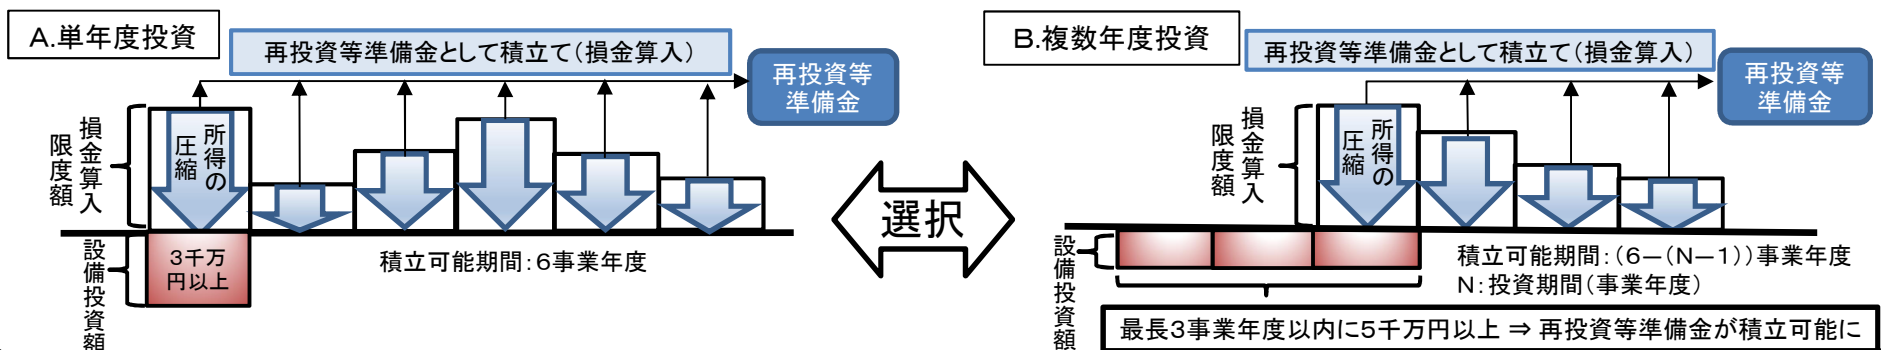 A.単年度投資
再投資等準備金として積立て(損金算入)
再投資等
準備金
損金算入
限度額
所得の
圧縮
設備投資額
3千万
円以上
積立可能期間:6事業年度
選択
B.複数年度投資
再投資等準備金として積立て(損金算入)
再投資等
準備金
損金算入
限度額
所得の
圧縮
設備投資額
積立可能期間:(6-(N-1))事業年度
N:投資期間(事業年度)
最長3事業年度以内に5千万円以上 ⇒ 再投資等準備金が積立可能に